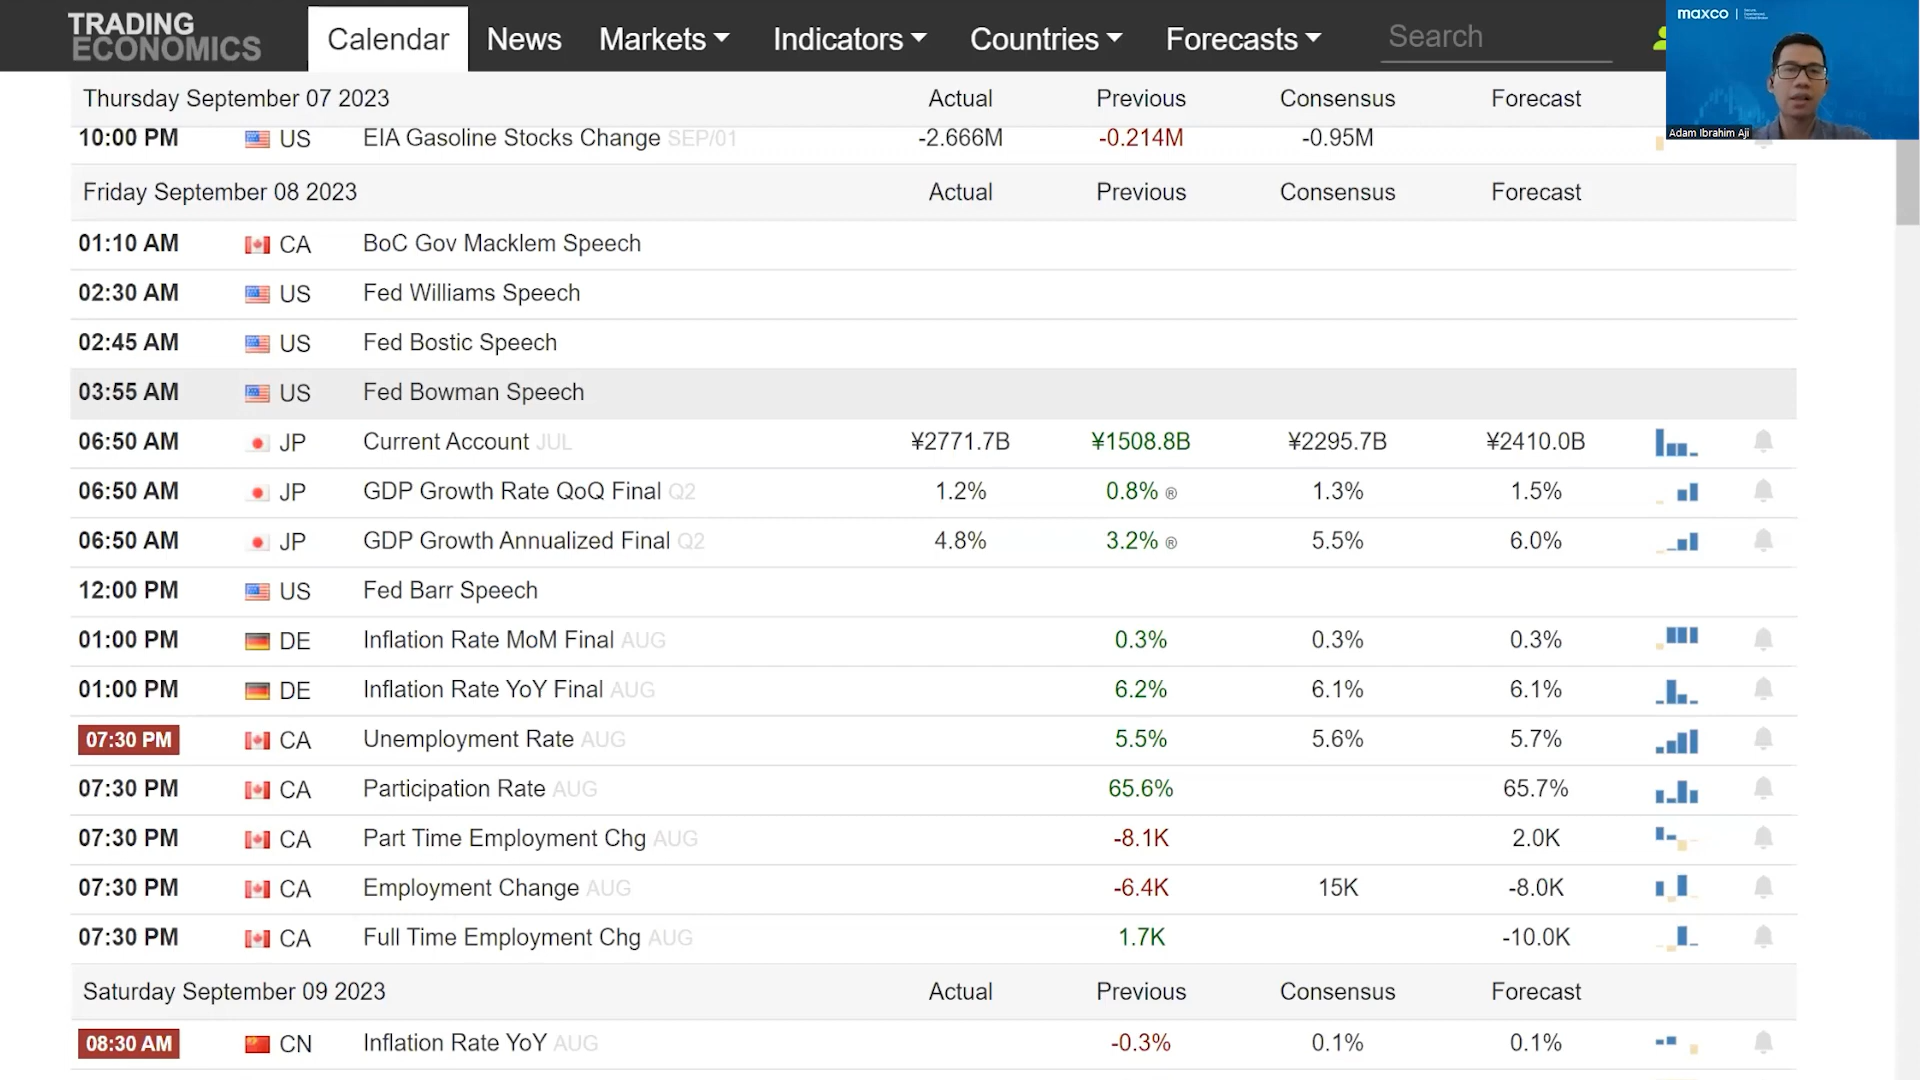 TRADING ECONOMICS Calendar News Markets Indicators Countries Forecasts Search
maxco
Adam Ibrahim Aji
Thursday September 07 2023 Actual Previous Consensus Forecast
10:00 PM US EIA Gasoline Stocks Change SEP/01 -2.666M -0.214M -0.95M
Friday September 08 2023 Actual Previous Consensus Forecast
01:10 AM CA BoC Gov Macklem Speech
02:30 AM US Fed Williams Speech
02:45 AM US Fed Bostic Speech
03:55 AM US Fed Bowman Speech
06:50 AM JP Current Account JUL ¥2771.7B ¥1508.8B ¥2295.7B ¥2410.0B
06:50 AM JP GDP Growth Rate QoQ Final Q2 1.2% 0.8% ® 1.3% 1.5%
06:50 AM JP GDP Growth Annualized Final Q2 4.8% 3.2% ® 5.5% 6.0%
12:00 PM US Fed Barr Speech
01:00 PM DE Inflation Rate MoM Final AUG 0.3% 0.3% 0.3%
01:00 PM DE Inflation Rate YoY Final AUG 6.2% 6.1% 6.1%
07:30 PM CA Unemployment Rate AUG 5.5% 5.6% 5.7%
07:30 PM CA Participation Rate AUG 65.6% 65.7%
07:30 PM CA Part Time Employment Chg AUG -8.1K 2.0K
07:30 PM CA Employment Change AUG -6.4K 15K -8.0K
07:30 PM CA Full Time Employment Chg AUG 1.7K -10.0K
Saturday September 09 2023 Actual Previous Consensus Forecast
08:30 AM CN Inflation Rate YoY AUG -0.3% 0.1% 0.1%